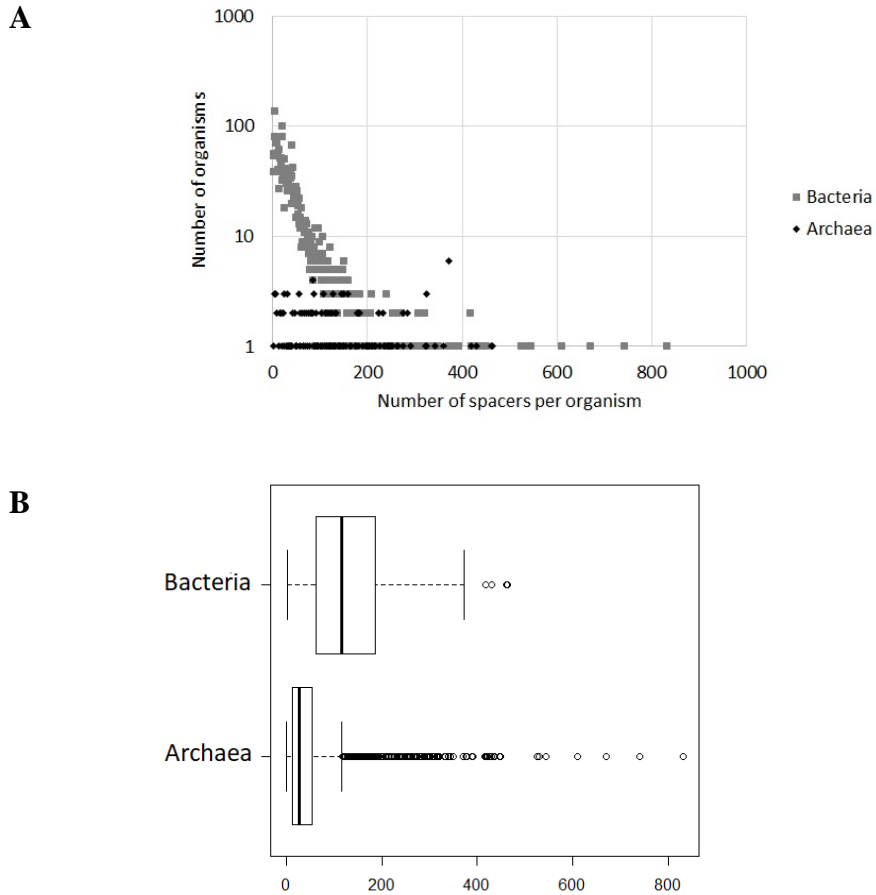 A
1000
100
10
1
0 200 400 600 800 1000
Number of organisms
Number of spacers per organism
Bacteria
Archaea
B
Bacteria
Archaea
0 200 400 600 800